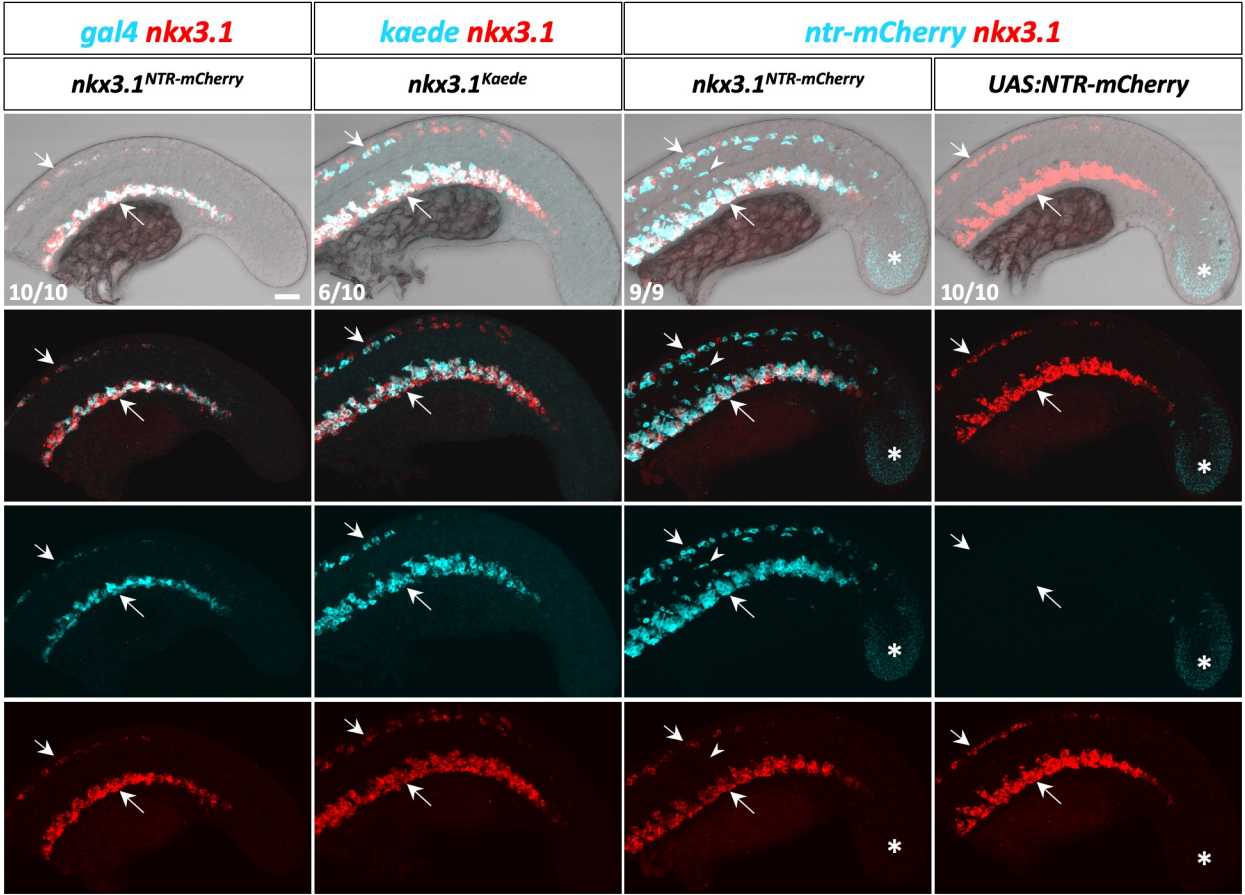 gal4 nkx3.1
kaede nkx3.1
ntr-mCherry nkx3.1
nkx3.1NTR-mCherry
nkx3.1Kaede
nkx3.1NTR-mCherry
UAS:NTR-mCherry
10/10
6/10
9/9
10/10
*
*
*
*
*
*
*
*